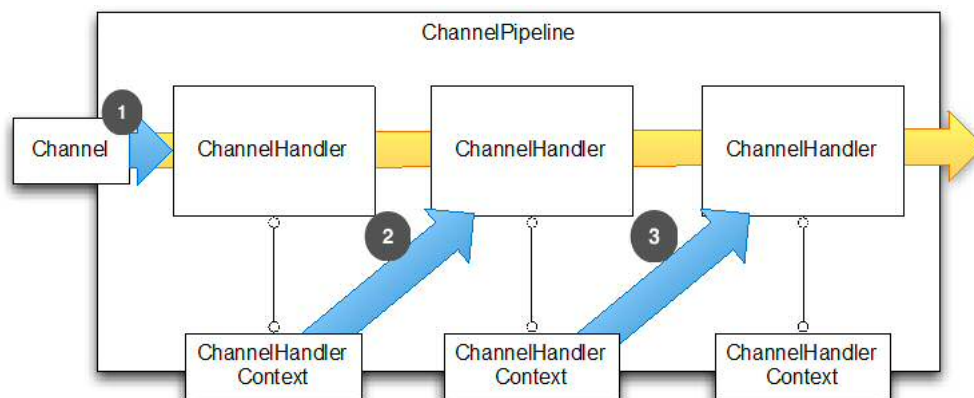 ChannelPipeline
1
Channel
ChannelHandler
ChannelHandler
ChannelHandler
2
3
ChannelHandler
Context
ChannelHandler
Context
ChannelHandler
Context